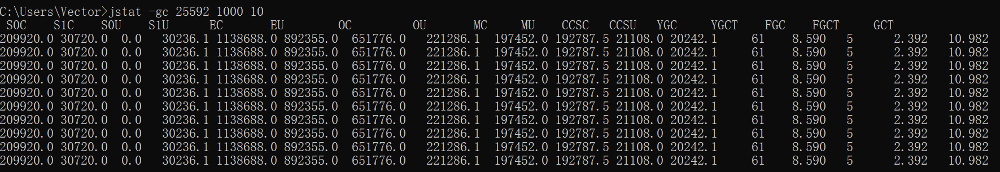 C:\Users\Vector>jstat -gc 25592 1000 10
S0C S1C S0U S1U EC EU OC OU MC MU CCSC CCSU YGC YGCT FGC FGCT GCT
209920.0 30720.0 0.0 30236.1 1138688.0 892355.0 651776.0 221286.1 197452.0 192787.5 21108.0 20242.1 61 8.590 5 2.392 10.982
209920.0 30720.0 0.0 30236.1 1138688.0 892355.0 651776.0 221286.1 197452.0 192787.5 21108.0 20242.1 61 8.590 5 2.392 10.982
209920.0 30720.0 0.0 30236.1 1138688.0 892355.0 651776.0 221286.1 197452.0 192787.5 21108.0 20242.1 61 8.590 5 2.392 10.982
209920.0 30720.0 0.0 30236.1 1138688.0 892355.0 651776.0 221286.1 197452.0 192787.5 21108.0 20242.1 61 8.590 5 2.392 10.982
209920.0 30720.0 0.0 30236.1 1138688.0 892355.0 651776.0 221286.1 197452.0 192787.5 21108.0 20242.1 61 8.590 5 2.392 10.982
209920.0 30720.0 0.0 30236.1 1138688.0 892355.0 651776.0 221286.1 197452.0 192787.5 21108.0 20242.1 61 8.590 5 2.392 10.982
209920.0 30720.0 0.0 30236.1 1138688.0 892355.0 651776.0 221286.1 197452.0 192787.5 21108.0 20242.1 61 8.590 5 2.392 10.982
209920.0 30720.0 0.0 30236.1 1138688.0 892355.0 651776.0 221286.1 197452.0 192787.5 21108.0 20242.1 61 8.590 5 2.392 10.982
209920.0 30720.0 0.0 30236.1 1138688.0 892355.0 651776.0 221286.1 197452.0 192787.5 21108.0 20242.1 61 8.590 5 2.392 10.982
209920.0 30720.0 0.0 30236.1 1138688.0 892355.0 651776.0 221286.1 197452.0 192787.5 21108.0 20242.1 61 8.590 5 2.392 10.982